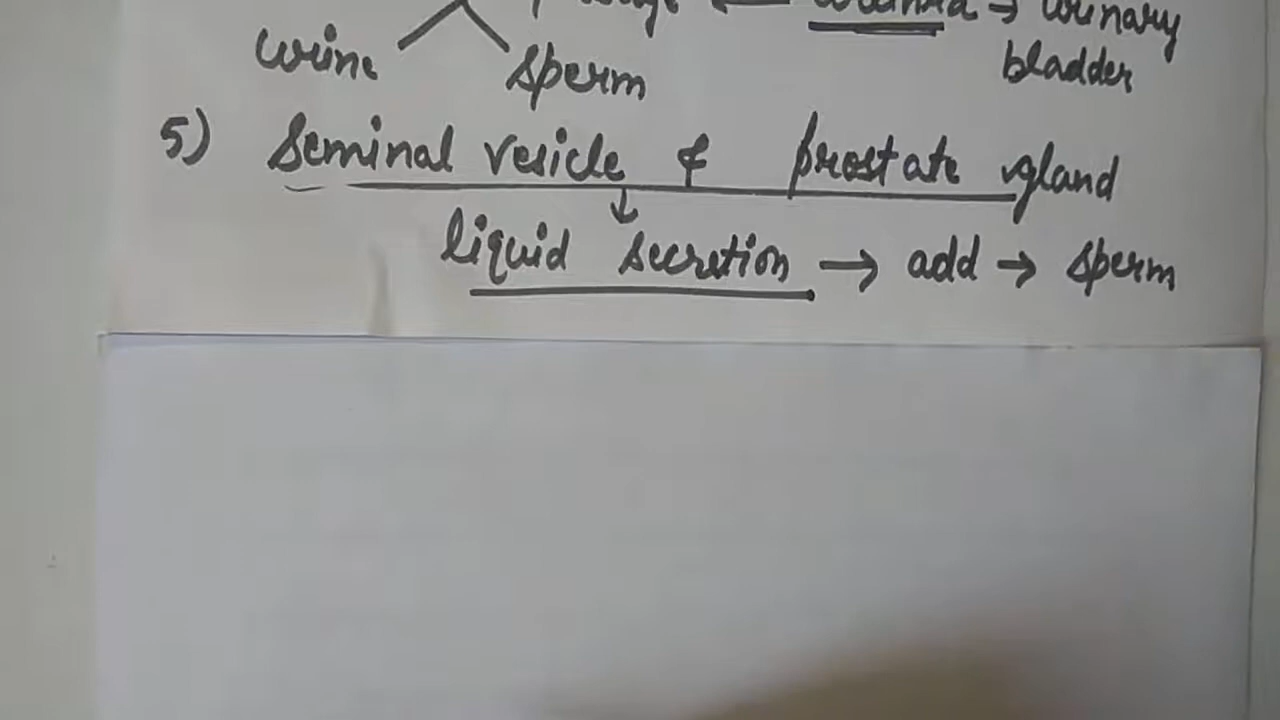 → urinary
urine sperm bladder
5) Seminal vesicle & prostate gland
↓
liquid secretion → add → sperm